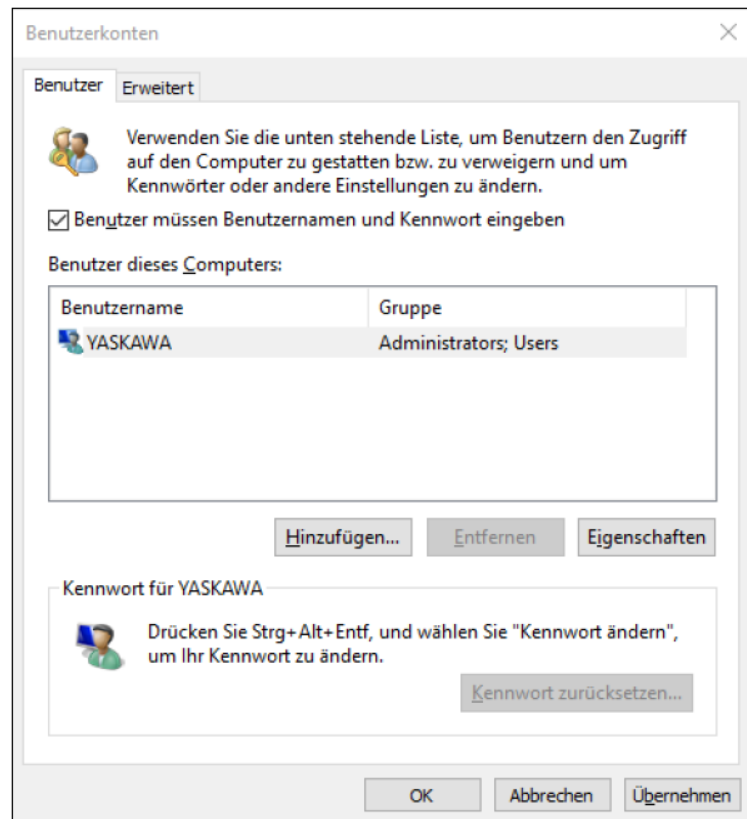 Benutzerkonten
Benutzer
Erweitert
Verwenden Sie die unten stehende Liste, um Benutzern den Zugriff
auf den Computer zu gestatten bzw. zu verweigern und um
Kennwörter oder andere Einstellungen zu ändern.
Benutzer müssen Benutzernamen und Kennwort eingeben
Benutzer dieses Computers:
Benutzername Gruppe
YASKAWA Administrators; Users
Hinzufügen... Entfernen Eigenschaften
Kennwort für YASKAWA
Drücken Sie Strg+Alt+Entf, und wählen Sie "Kennwort ändern",
um Ihr Kennwort zu ändern.
Kennwort zurücksetzen...
OK Abbrechen Übernehmen